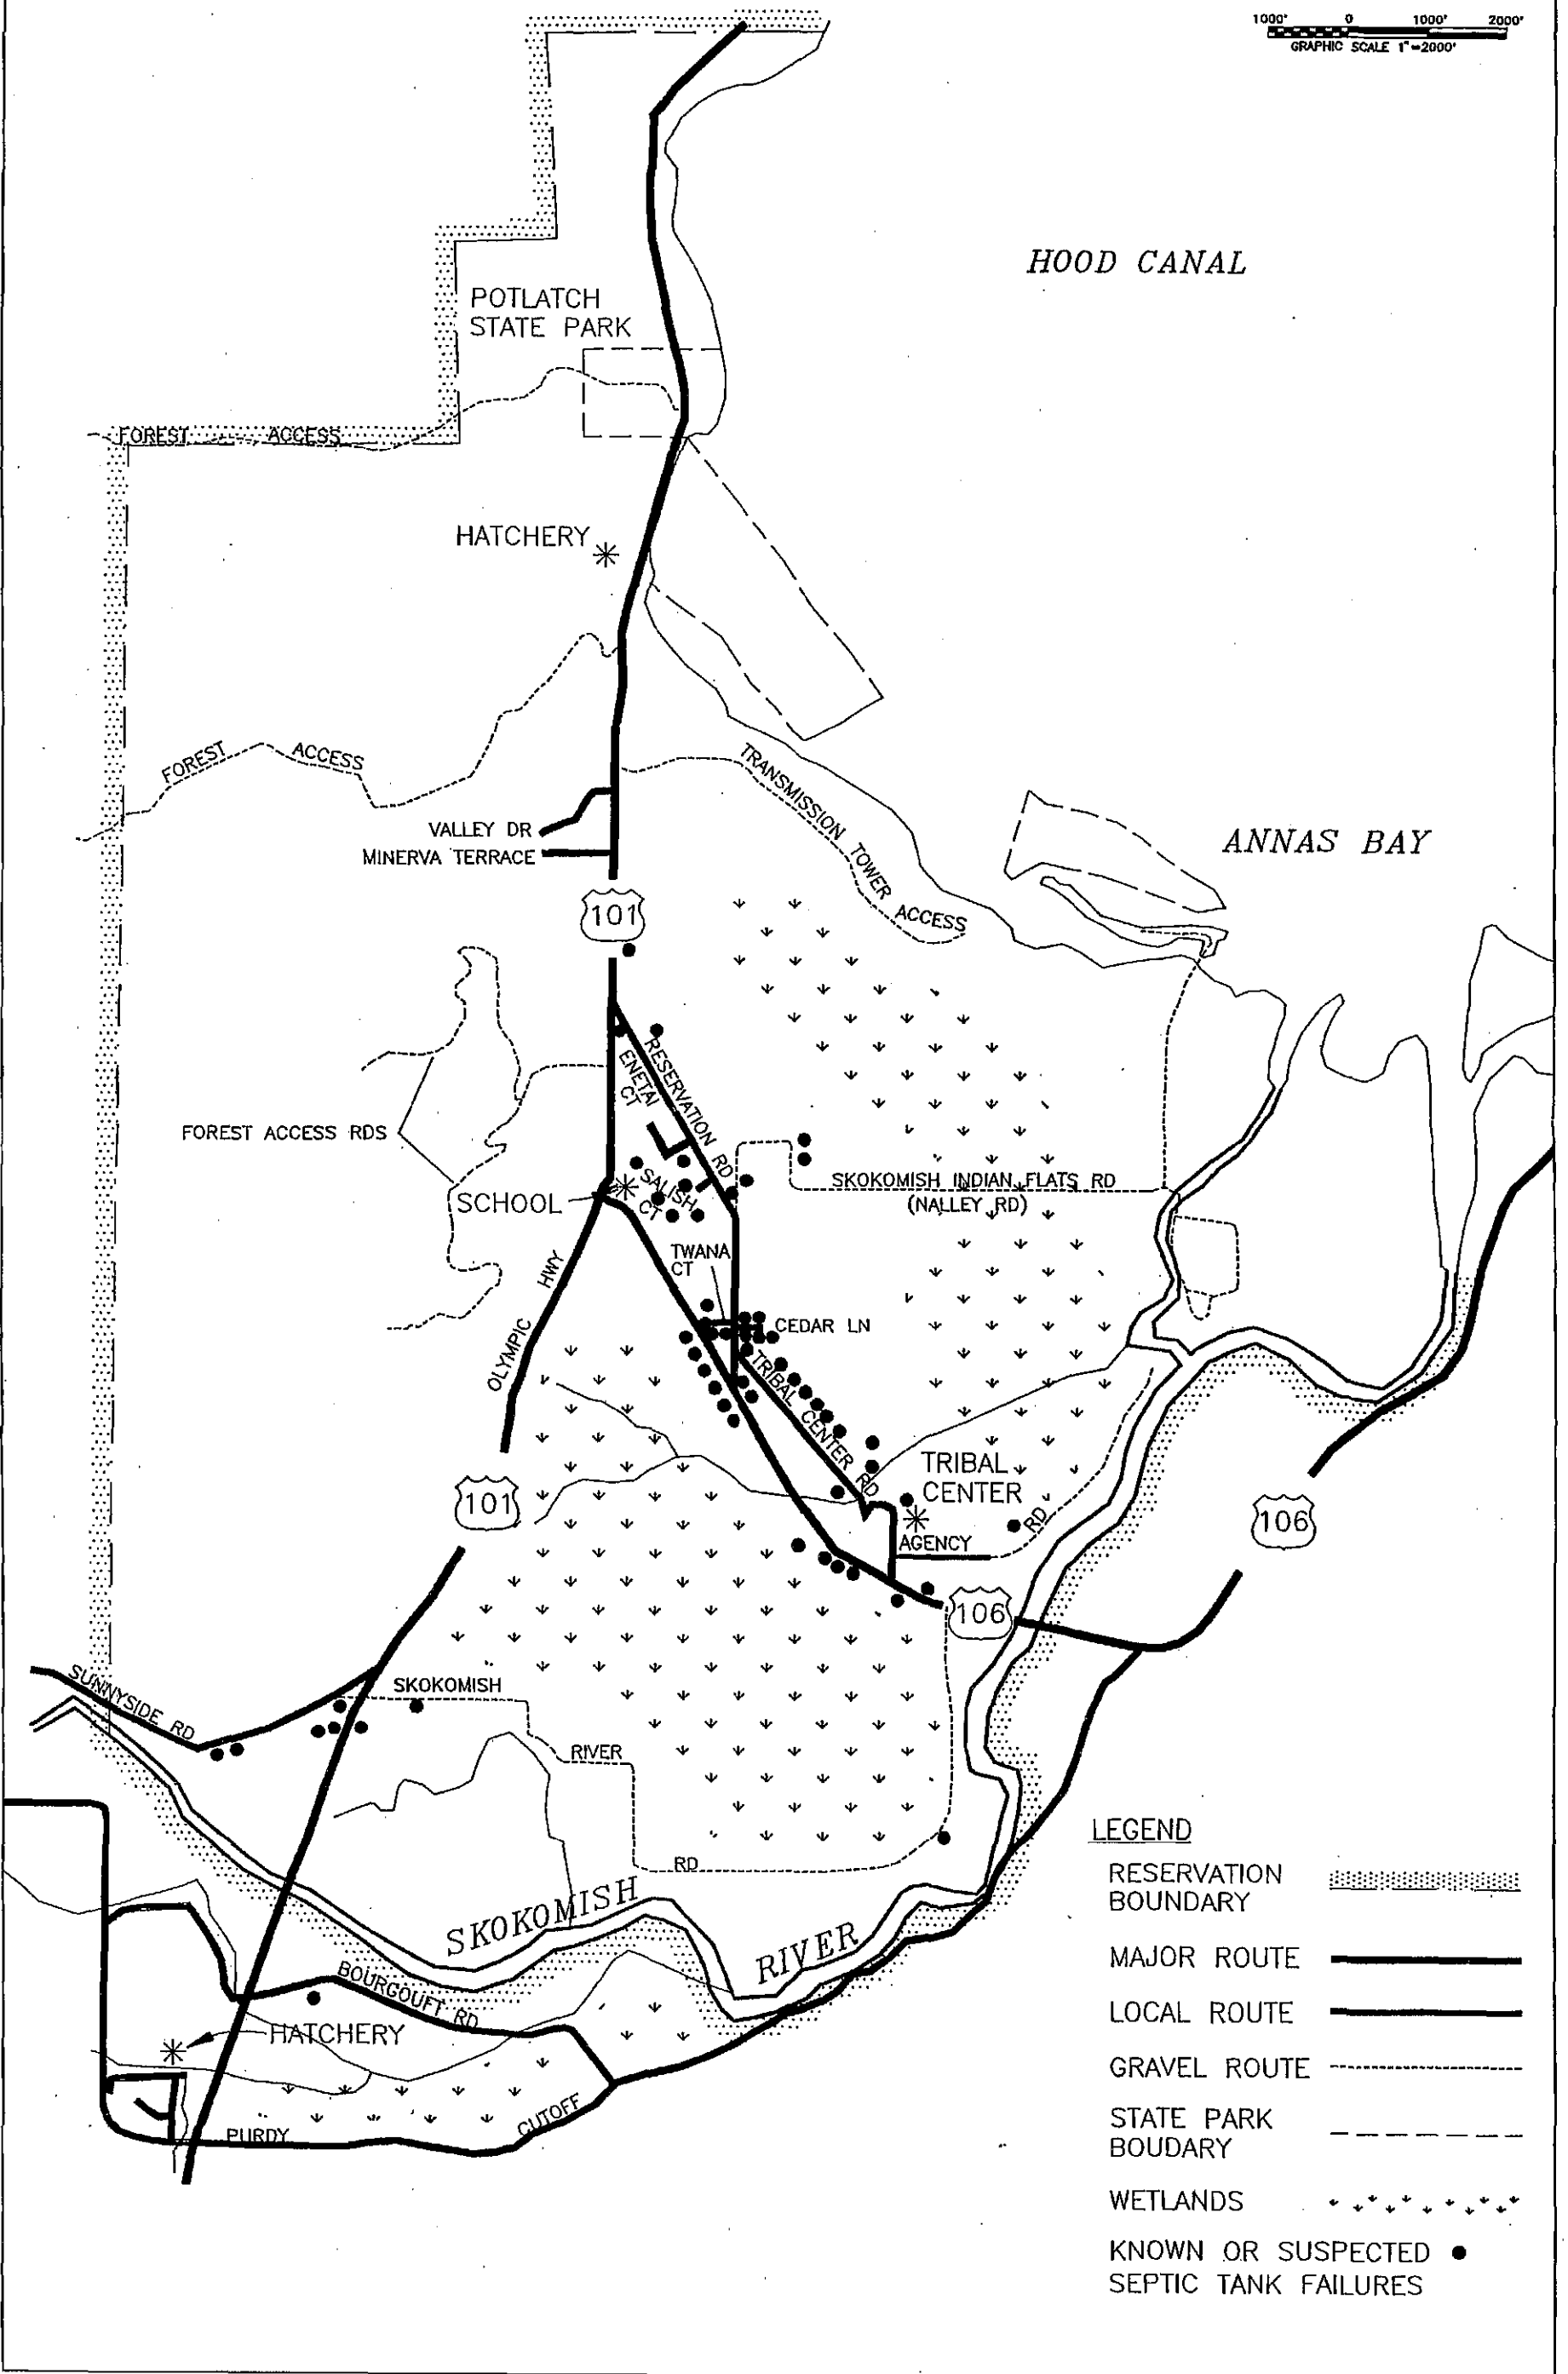 1000' 0 1000' 2000'
GRAPHIC SCALE 1"=2000'
HOOD CANAL
POTLATCH
STATE PARK
FOREST ACCESS
HATCHERY
FOREST ACCESS
TRANSMISSION TOWER ACCESS
VALLEY DR
MINERVA TERRACE
ANNAS BAY
101
RESERVATION RD
ENETAI
CT
FOREST ACCESS RDS
SKOKOMISH INDIAN FLATS RD
(NALLEY RD)
SCHOOL
SALISH
CT
TWANA
CT
OLYMPIC HWY
CEDAR LN
TRIBAL CENTER RD
TRIBAL
CENTER
101
106
AGENCY RD
106
SUNNYSIDE RD
SKOKOMISH
RIVER
RD
SKOKOMISH RIVER
BOURGOUFT RD
HATCHERY
PURDY CUTOFF
LEGEND
RESERVATION
BOUNDARY
MAJOR ROUTE
LOCAL ROUTE
GRAVEL ROUTE
STATE PARK
BOUDARY
WETLANDS
KNOWN OR SUSPECTED
SEPTIC TANK FAILURES